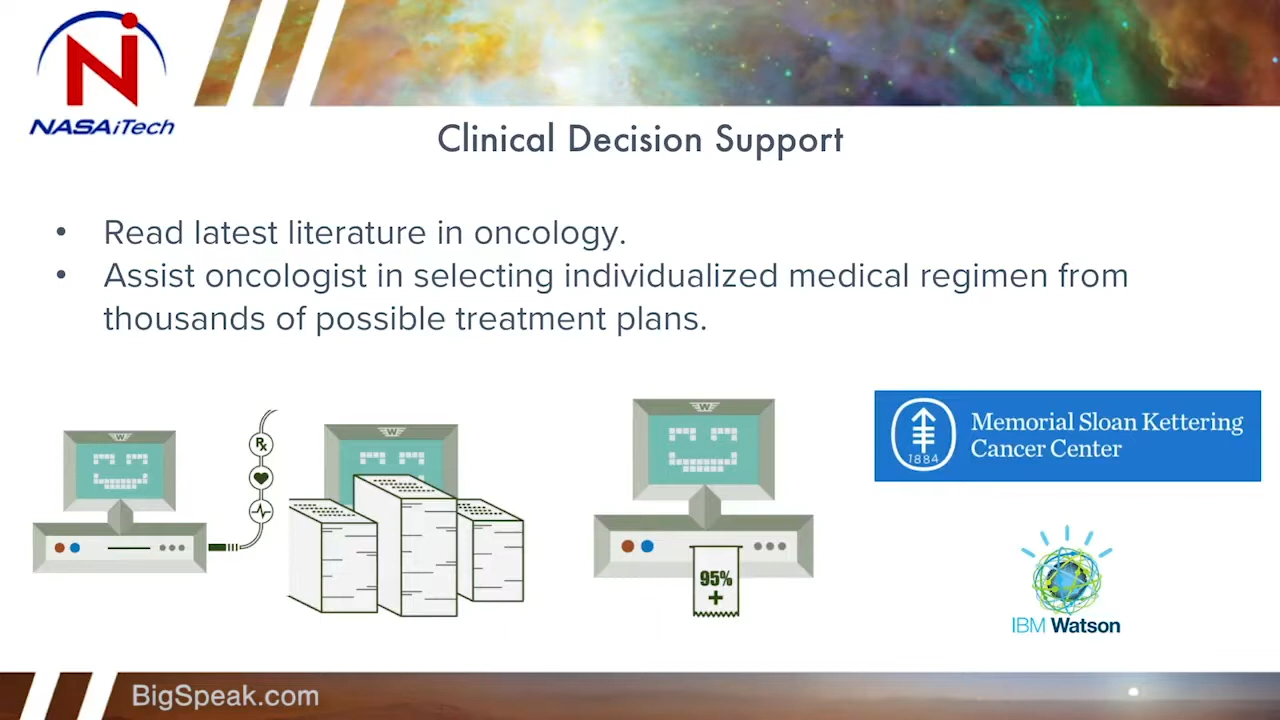 NASAiTech
Clinical Decision Support
• Read latest literature in oncology.
• Assist oncologist in selecting individualized medical regimen from
thousands of possible treatment plans.
W
Rx
W
W
95%
+
1884
Memorial Sloan Kettering
Cancer Center
IBM Watson
BigSpeak.com